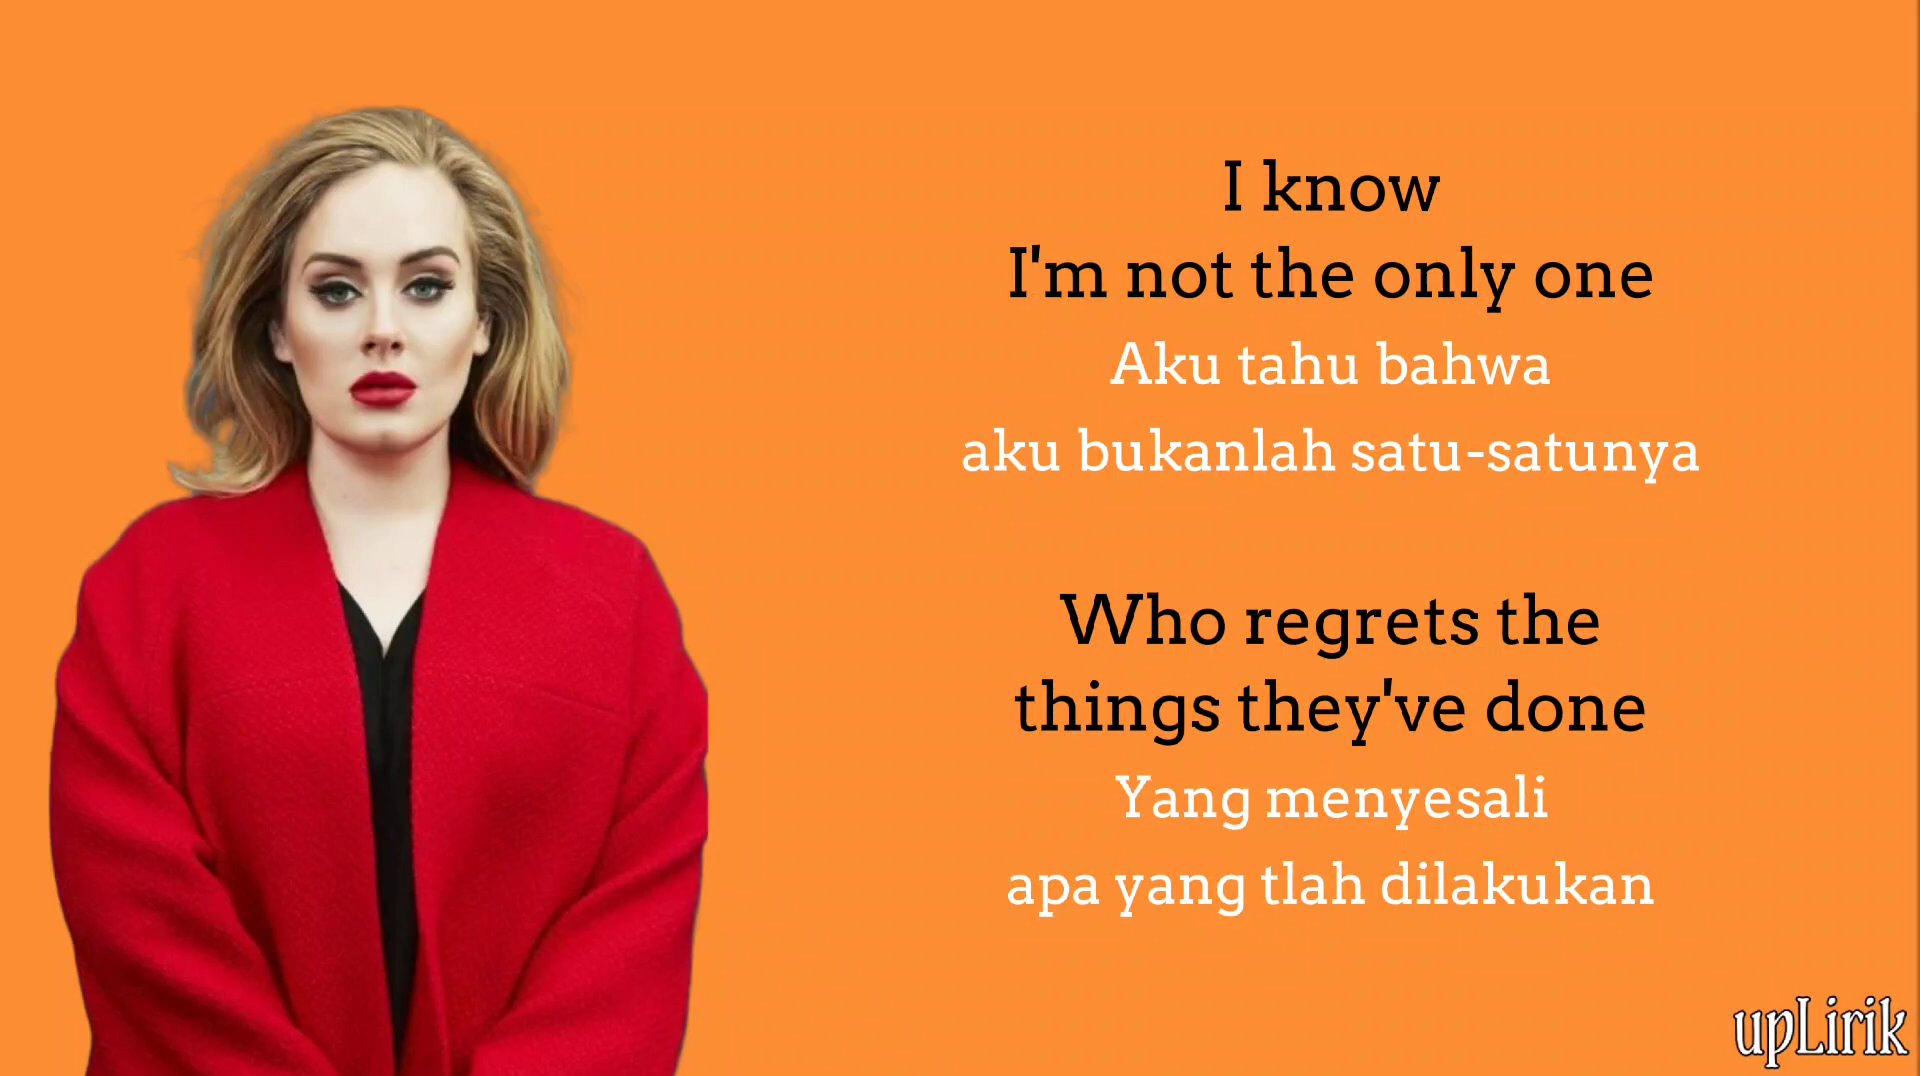 I know
I'm not the only one
Aku tahu bahwa
aku bukanlah satu-satunya
Who regrets the
things they've done
Yang menyesali
apa yang tlah dilakukan
upLirik